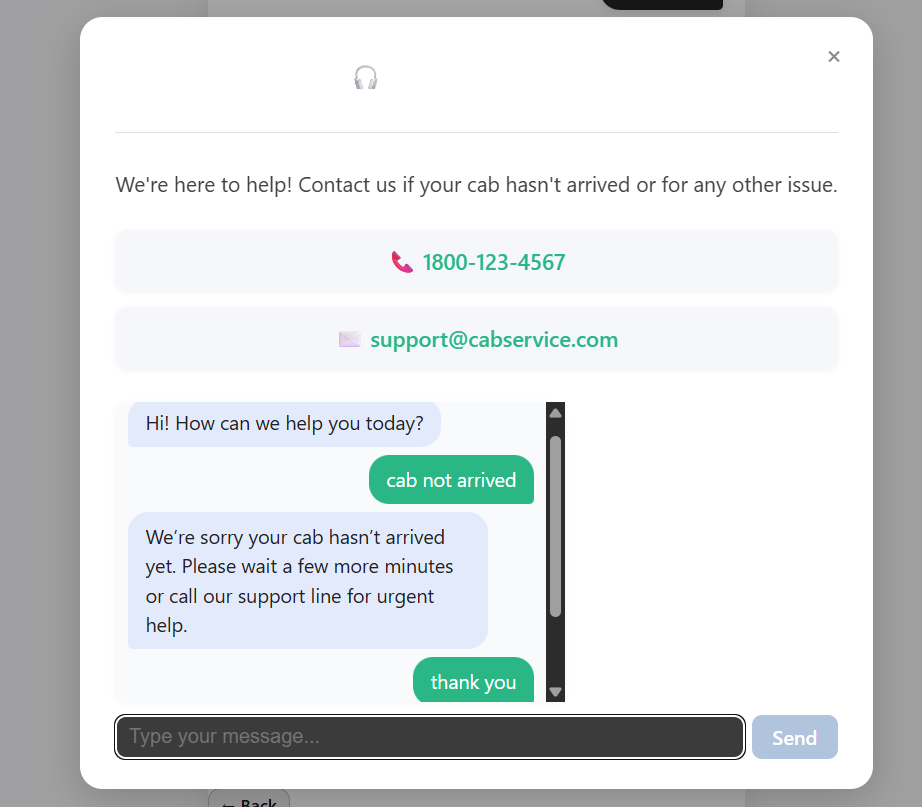 ×
We're here to help! Contact us if your cab hasn't arrived or for any other issue.
1800-123-4567
support@cabservice.com
Hi! How can we help you today?
cab not arrived
We’re sorry your cab hasn’t arrived
yet. Please wait a few more minutes
or call our support line for urgent
help.
thank you
Type your message...
Send
← Back